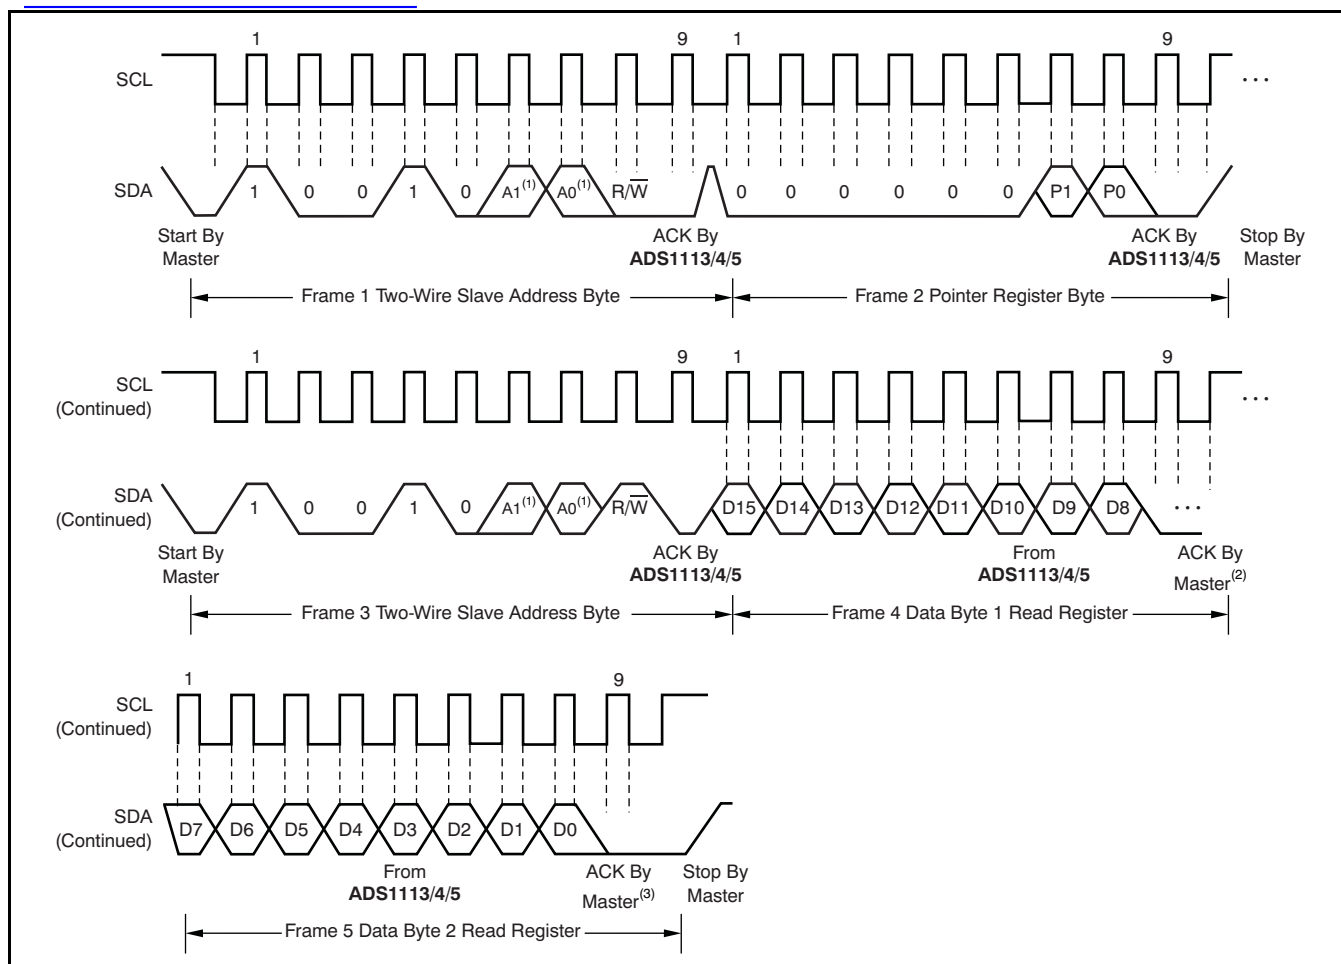 1 9 1 9
SCL ...
SDA 1 0 0 1 0 A1(1) A0(1) R/W̅ 0 0 0 0 0 0 P1 P0
Start By
Master
ACK By
ADS1113/4/5
ACK By
ADS1113/4/5
Stop By
Master
Frame 1 Two-Wire Slave Address Byte
Frame 2 Pointer Register Byte
1 9 1 9
SCL
(Continued)
...
SDA
(Continued)
1 0 0 1 0 A1(1) A0(1) R/W̅ D15 D14 D13 D12 D11 D10 D9 D8 ...
Start By
Master
ACK By
ADS1113/4/5
From
ADS1113/4/5
ACK By
Master(2)
Frame 3 Two-Wire Slave Address Byte
Frame 4 Data Byte 1 Read Register
1 9
SCL
(Continued)
SDA
(Continued)
D7 D6 D5 D4 D3 D2 D1 D0
From
ADS1113/4/5
ACK By
Master(3)
Stop By
Master
Frame 5 Data Byte 2 Read Register